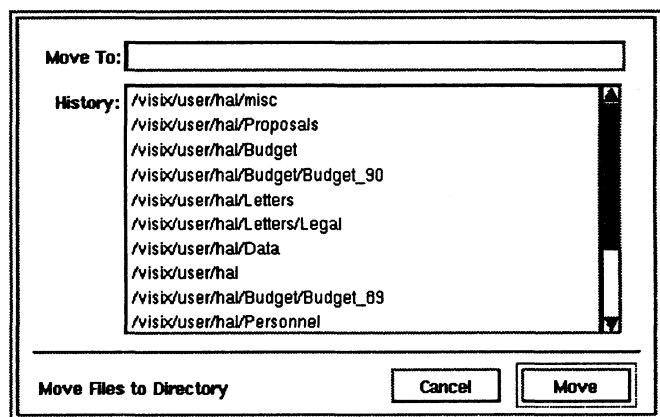 Move To:
History:
/visix/user/hal/misc
/visix/user/hal/Proposals
/visix/user/hal/Budget
/visix/user/hal/Budget/Budget_90
/visix/user/hal/Letters
/visix/user/hal/Letters/Legal
/visix/user/hal/Data
/visix/user/hal
/visix/user/hal/Budget/Budget_89
/visix/user/hal/Personnel
Move Files to Directory
Cancel
Move